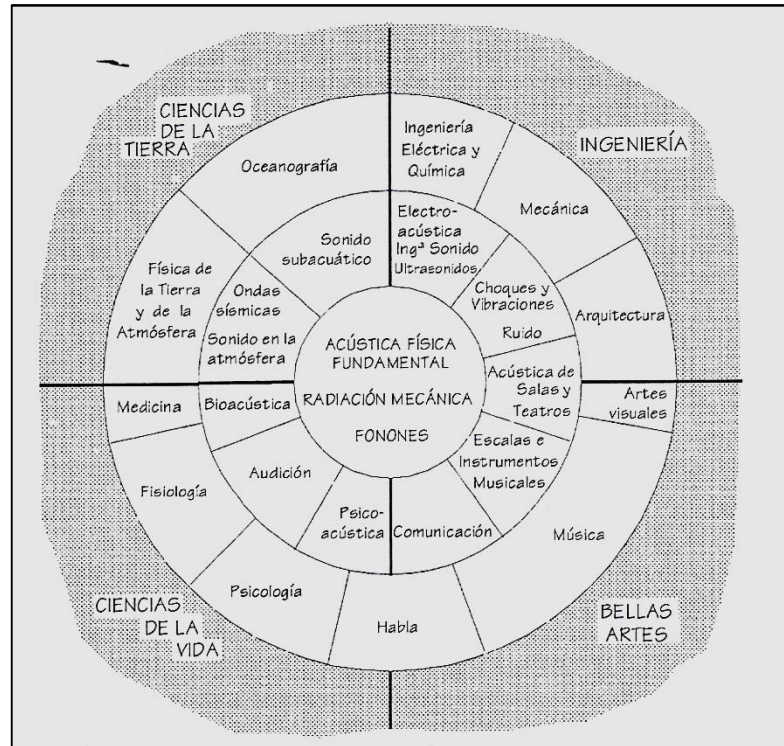 CIENCIAS
DE LA
TIERRA
INGENIERÍA
Oceanografía
Ingeniería
Eléctrica y
Química
Mecánica
Arquitectura
Física de
la Tierra
y de la
Atmósfera
Sonido
subacuático
Electro-
acústica
Ingª Sonido
Ultrasonidos
Choques y
Vibraciones
Ruido
Ondas
sísmicas
Sonido en la
atmósfera
ACÚSTICA FÍSICA
FUNDAMENTAL
RADIACIÓN MECÁNICA
FONONES
Acústica de
Salas y
Teatros
Artes
visuales
Medicina
Bioacústica
Escalas e
Instrumentos
Musicales
Audición
Fisiología
Psico-
acústica
Comunicación
Música
Psicología
Habla
CIENCIAS
DE LA
VIDA
BELLAS
ARTES